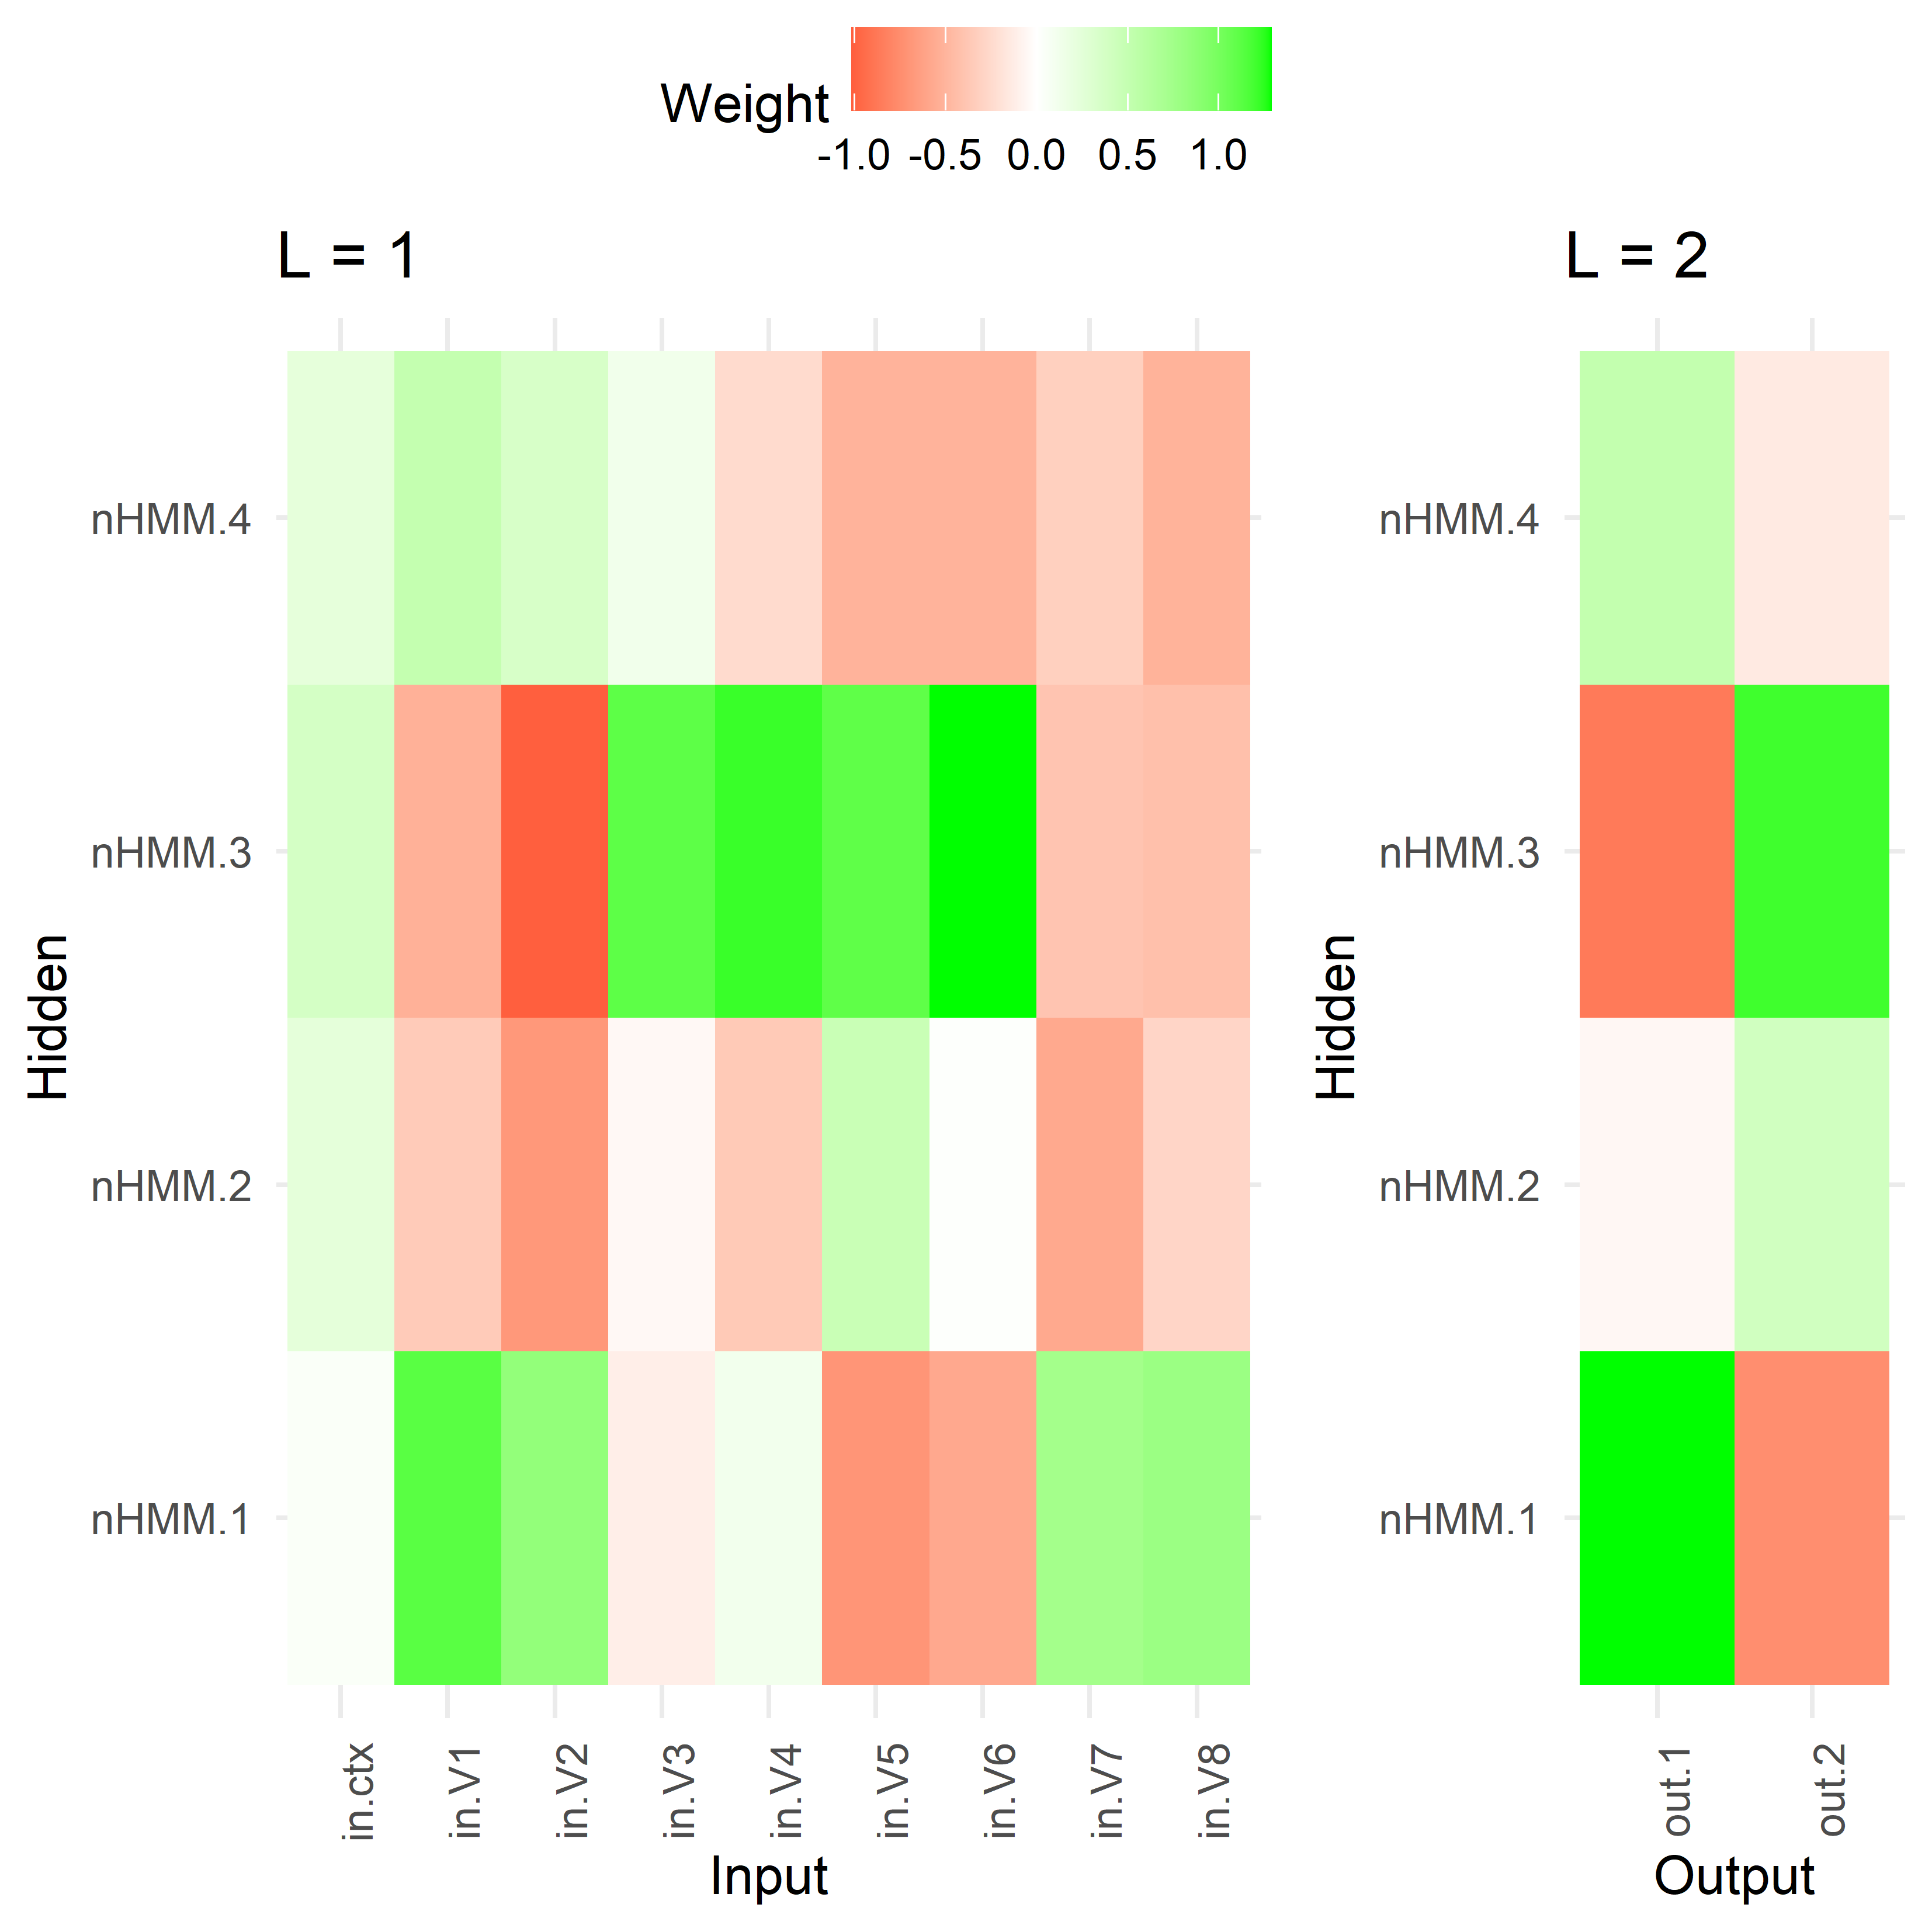 Weight
-1.0 -0.5 0.0 0.5 1.0
L = 1
Hidden
nHMM.4
nHMM.3
nHMM.2
nHMM.1
in.ctx in.V1 in.V2 in.V3 in.V4 in.V5 in.V6 in.V7 in.V8
Input
L = 2
Hidden
nHMM.4
nHMM.3
nHMM.2
nHMM.1
out.1 out.2
Output